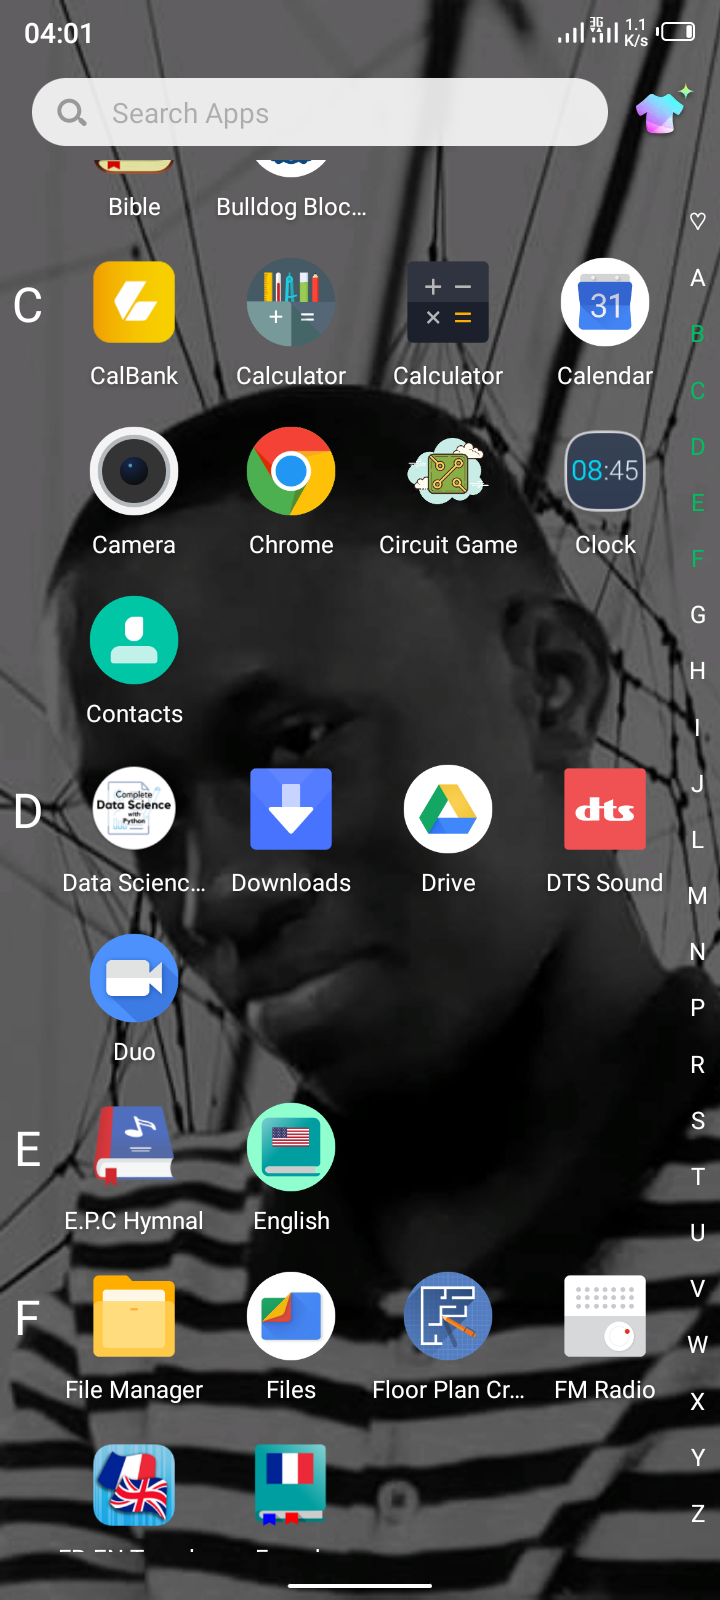 04:01
3G
1.1
K/s
Search Apps
Bible
Bulldog Bloc...
♡
A
B
C
D
E
F
G
H
I
J
L
M
N
P
R
S
T
U
V
W
X
Y
Z
C
31
CalBank
Calculator
Calculator
Calendar
08:45
Camera
Chrome
Circuit Game
Clock
Contacts
D
Complete
Data Science
with
Python
dts
Data Scienc...
Downloads
Drive
DTS Sound
Duo
E
E.P.C Hymnal
English
F
File Manager
Files
Floor Plan Cr...
FM Radio